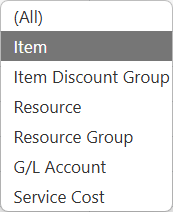 (All)
Item
Item Discount Group
Resource
Resource Group
G/L Account
Service Cost